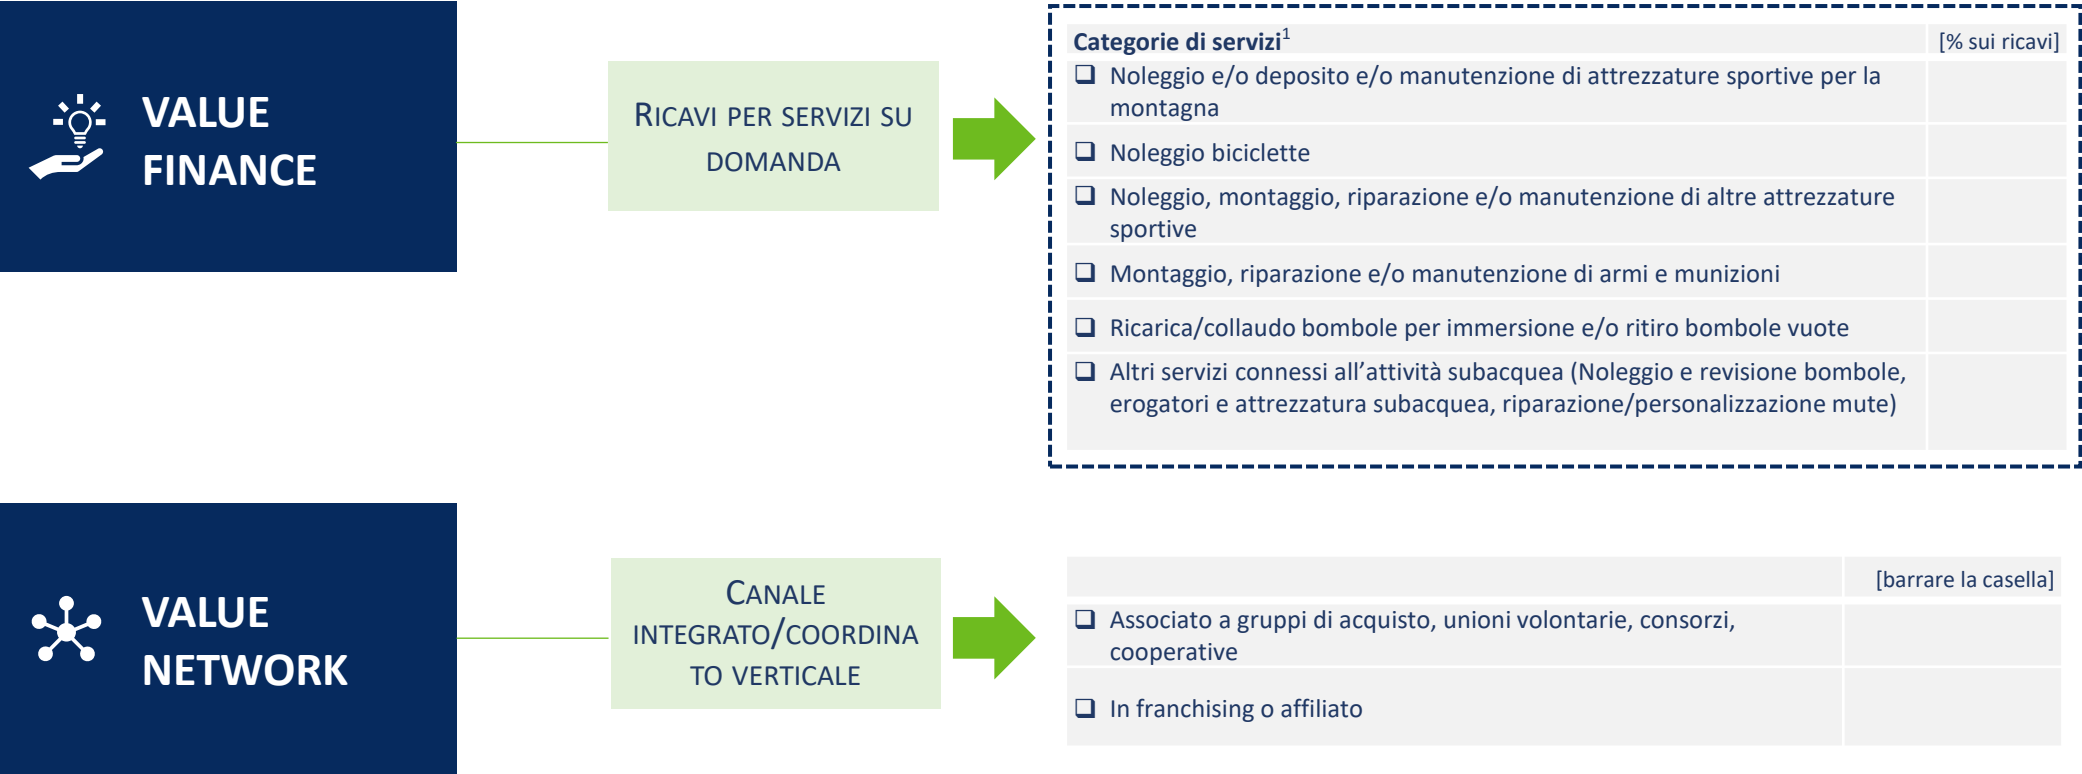 VALUE
FINANCE
RICAVI PER SERVIZI SU
DOMANDA
Categorie di servizi¹ [% sui ricavi]
❑ Noleggio e/o deposito e/o manutenzione di attrezzature sportive per la
montagna
❑ Noleggio biciclette
❑ Noleggio, montaggio, riparazione e/o manutenzione di altre attrezzature
sportive
❑ Montaggio, riparazione e/o manutenzione di armi e munizioni
❑ Ricarica/collaudo bombole per immersione e/o ritiro bombole vuote
❑ Altri servizi connessi all’attività subacquea (Noleggio e revisione bombole,
erogatori e attrezzatura subacquea, riparazione/personalizzazione mute)
VALUE
NETWORK
CANALE
INTEGRATO/COORDINA
TO VERTICALE
[barrare la casella]
❑ Associato a gruppi di acquisto, unioni volontarie, consorzi,
cooperative
❑ In franchising o affiliato